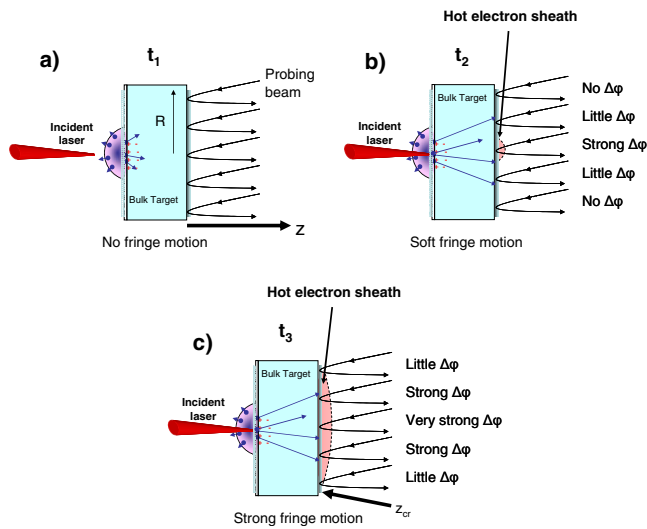 a)
t1
Probing
beam
R
Incident
laser
Bulk Target
z
No fringe motion
Hot electron sheath
b)
t2
Bulk Target
Incident
laser
No Δφ
Little Δφ
Strong Δφ
Little Δφ
No Δφ
Soft fringe motion
Hot electron sheath
c)
t3
Bulk Target
Incident
laser
Little Δφ
Strong Δφ
Very strong Δφ
Strong Δφ
Little Δφ
zcr
Strong fringe motion